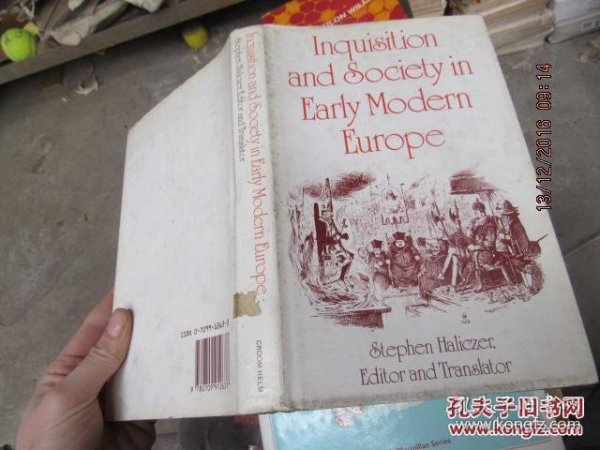 Inquisition
and Society in
Early Modern
Europe
Stephen Haliczer,
Editor and Translator
Inquisition and Society in Early Modern Europe
Stephen Haliczer, Editor and Translator
CROOM HELM
13/12/2016 09:14
孔夫子旧书网
www.kongfz.com